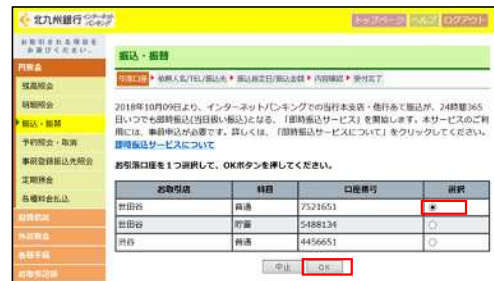 北九州銀行 インターネットバンキング
トップページ ヘルプ ログアウト
お取引される項目を
お選びください。
円照会
残高照会
明細照会
振込・振替
予約照会・取消
事前登録振込先照会
定期預金
各種料金払込
外貨預金
各種手続
振込・振替
引落口座 ▶ 依頼人名/TEL/振込先 ▶ 振込指定日/振込金額 ▶ 内容確認 ▶ 受付完了
2018年10月09日より、インターネットバンキングでの当行本支店・他行あて振込が、24時間365
日いつでも即時振込(当日扱い振込)となる、「即時振込サービス」を開始します。本サービスのご利
用には、事前申込が必要です。詳しくは、「即時振込サービスについて」をクリックしてください。
即時振込サービスについて
お引落口座を１つ選択して、OKボタンを押してください。
お取引店 科目 口座番号 選択
世田谷 普通 7521651
世田谷 貯蓄 5488134
渋谷 普通 4456651
中止 OK